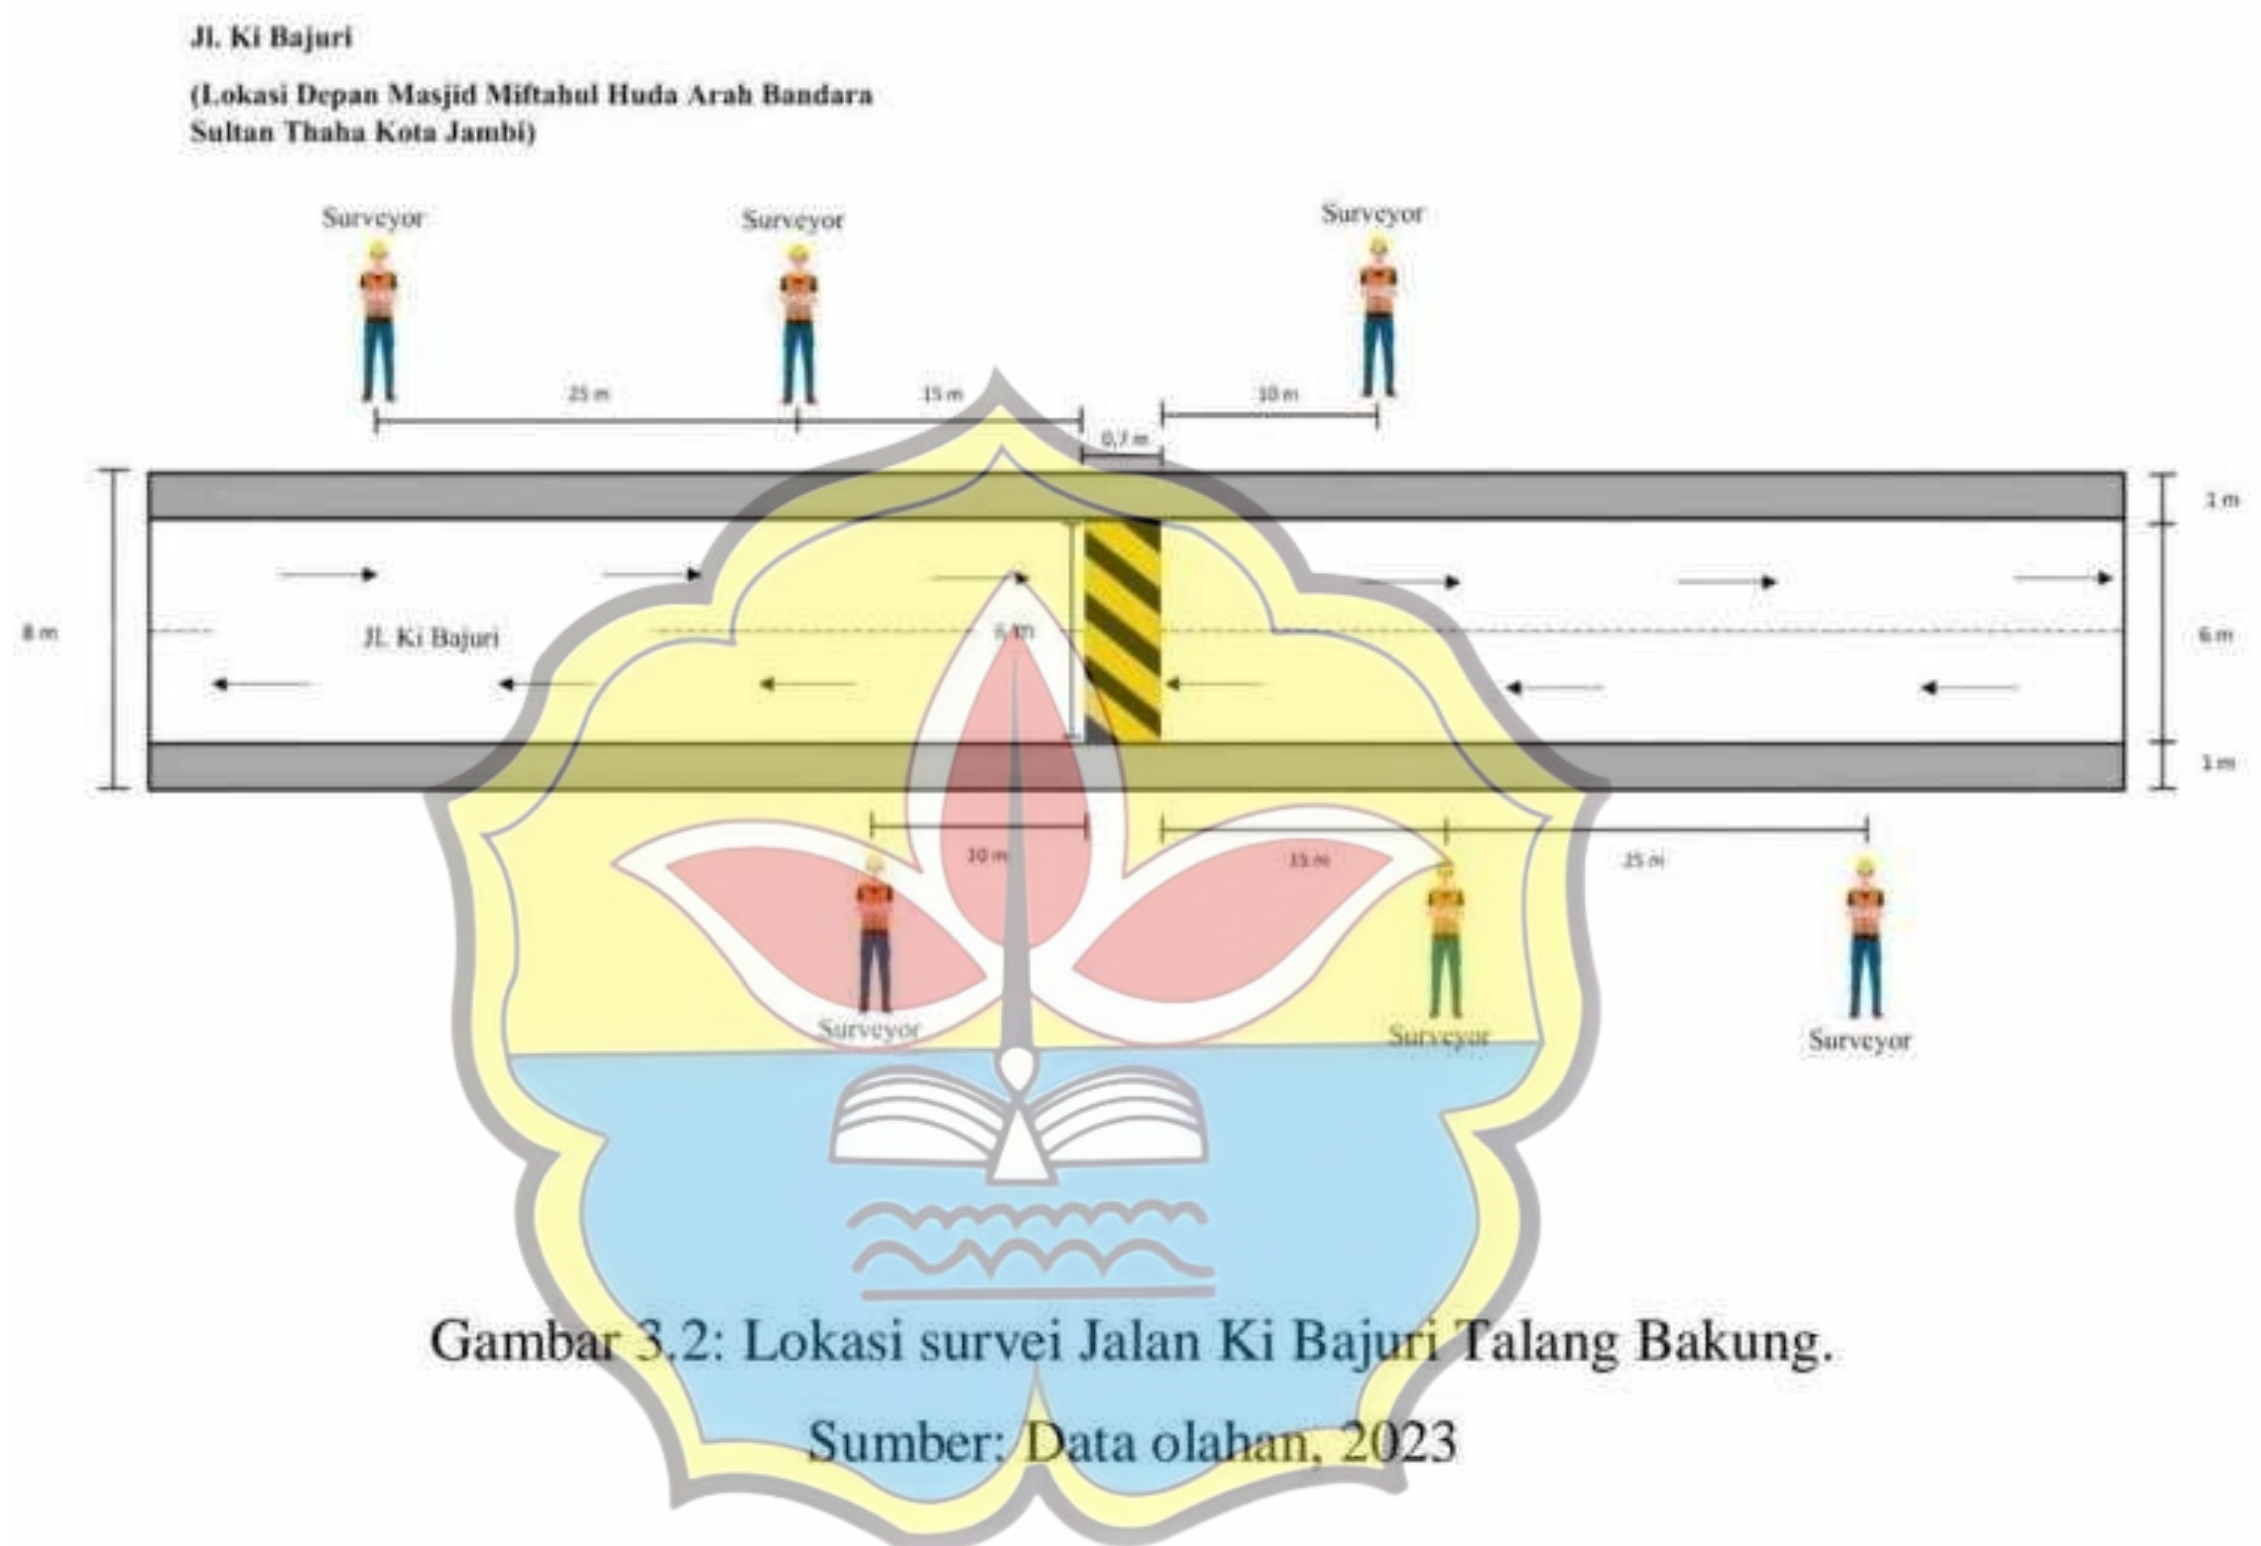 Jl. Ki Bajuri
(Lokasi Depan Masjid Miftahul Huda Arah Bandara
Sultan Thaha Kota Jambi)
Surveyor
Surveyor
Surveyor
25 m
15 m
10 m
0,7 m
1 m
8 m
Jl. Ki Bajuri
6 m
6 m
1 m
10 m
15 m
25 m
Surveyor
Surveyor
Surveyor
Gambar 3.2: Lokasi survei Jalan Ki Bajuri Talang Bakung.
Sumber: Data olahan, 2023